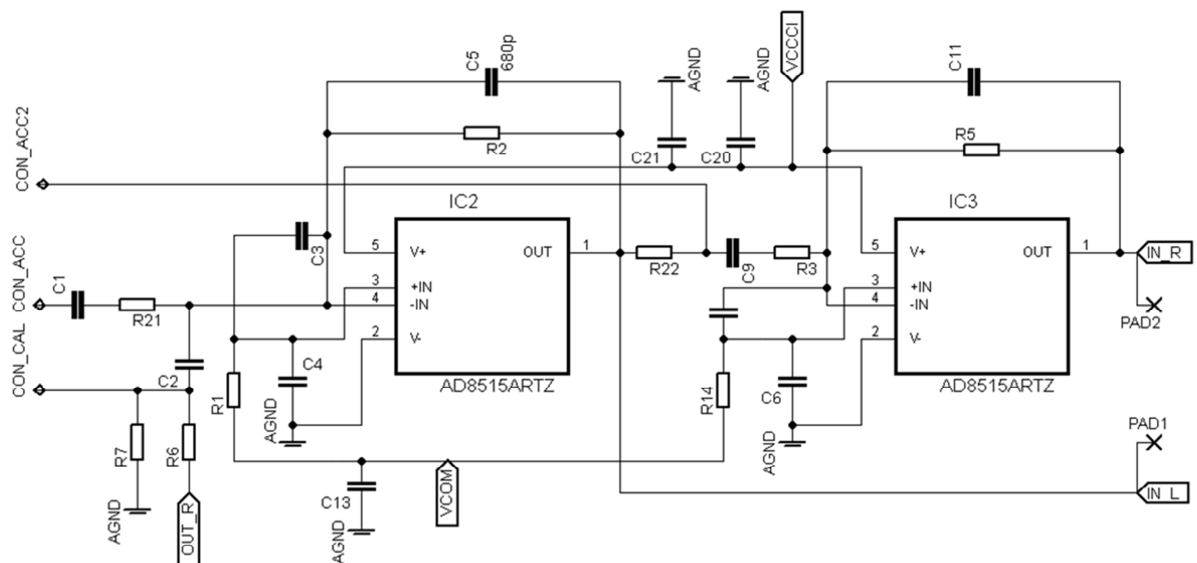 C5
680p
AGND
AGND
VCCCI
C11
CON_ACC2
R2
C21
C20
R5
IC2
IC3
C3
5
V+
OUT
1
R22
C9
R3
5
V+
OUT
1
IN_R
CON_ACC
C1
R21
3
+IN
4
-IN
3
+IN
4
-IN
PAD2
CON_CAL
C2
2
V-
C4
2
V-
AD8515ARTZ
AD8515ARTZ
R1
AGND
R14
C6
AGND
PAD1
R7
R6
C13
VCOM
IN_L
AGND
OUT_R
AGND